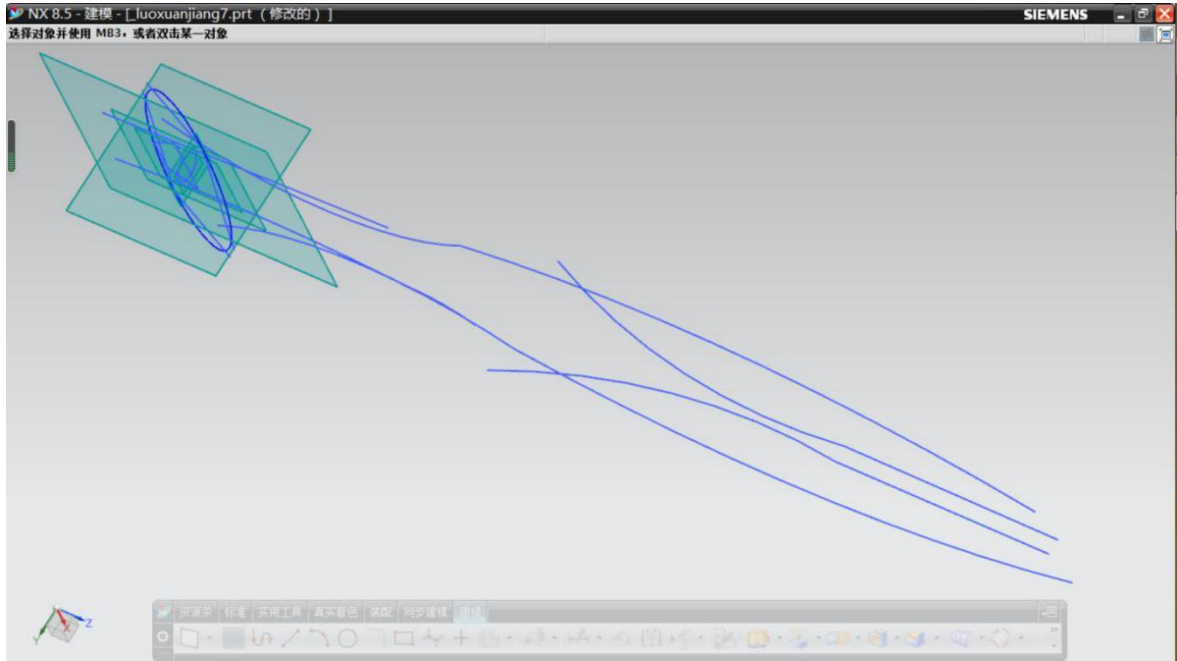 NX 8.5 - 建模 - [_luoxuanjiang7.prt （修改的） ]
SIEMENS
选择对象并使用 MB3，或者双击某一对象
Z
Y
X
资源条 标准 实用工具 真实着色 装配 同步建模 建模